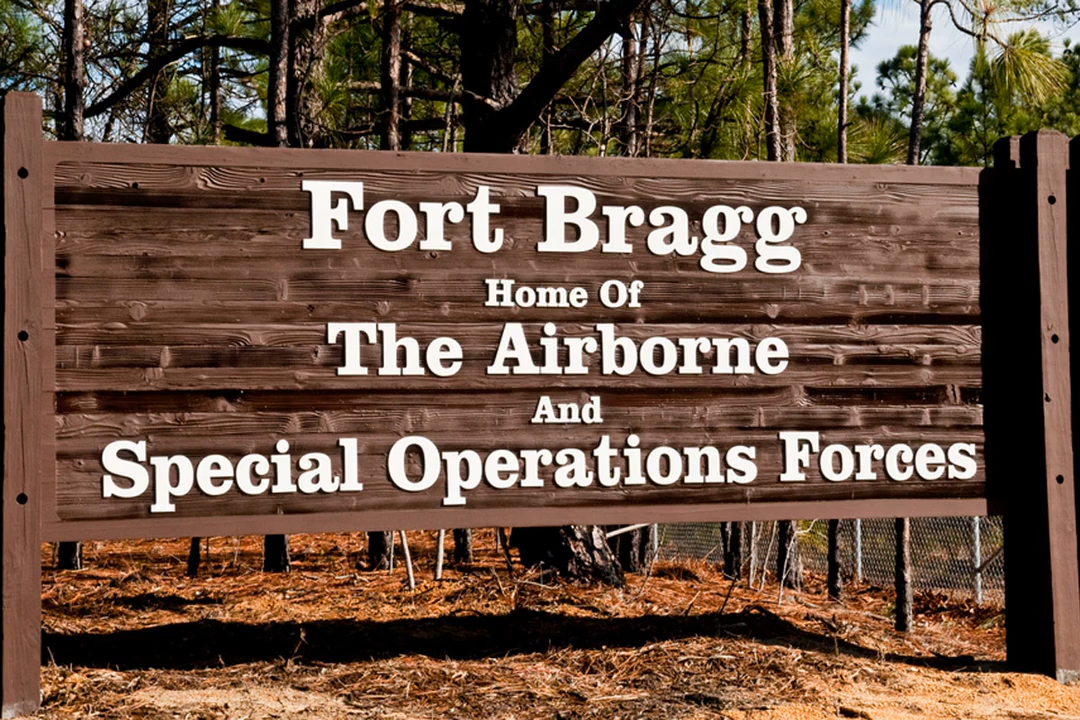 Fort Bragg
Home Of
The Airborne
And
Special Operations Forces